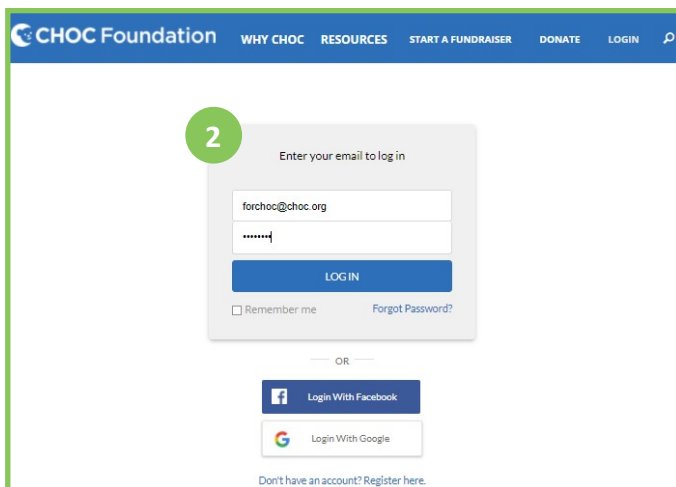 CHOC Foundation WHY CHOC RESOURCES START A FUNDRAISER DONATE LOGIN
2
Enter your email to log in
forchoc@choc.org
••••••••
LOG IN
Remember me Forgot Password?
OR
Login With Facebook
Login With Google
Don't have an account? Register here.